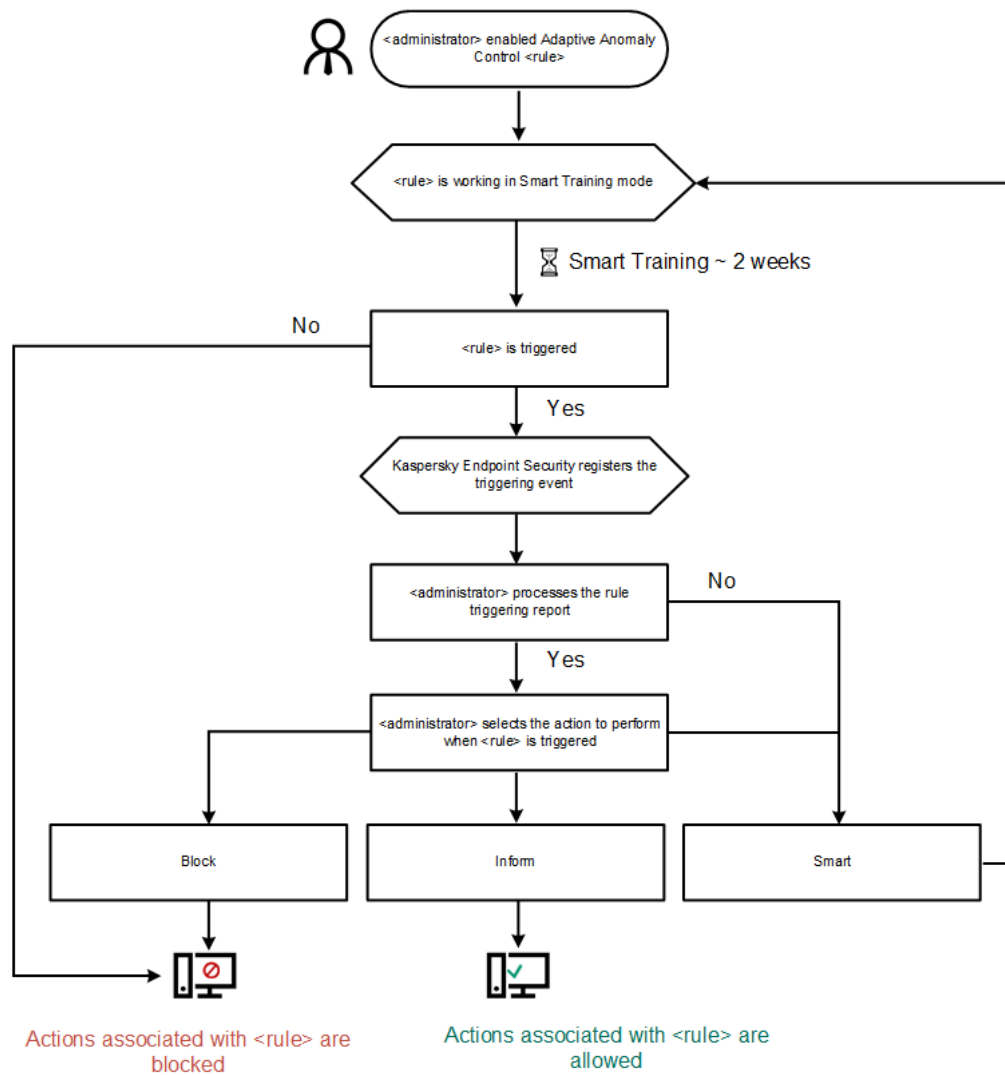 <administrator> enabled Adaptive Anomaly
Control <rule>
<rule> is working in Smart Training mode
Smart Training ~ 2 weeks
No
<rule> is triggered
Yes
Kaspersky Endpoint Security registers the
triggering event
<administrator> processes the rule
triggering report
No
Yes
<administrator> selects the action to perform
when <rule> is triggered
Block
Inform
Smart
Actions associated with <rule> are
blocked
Actions associated with <rule> are
allowed